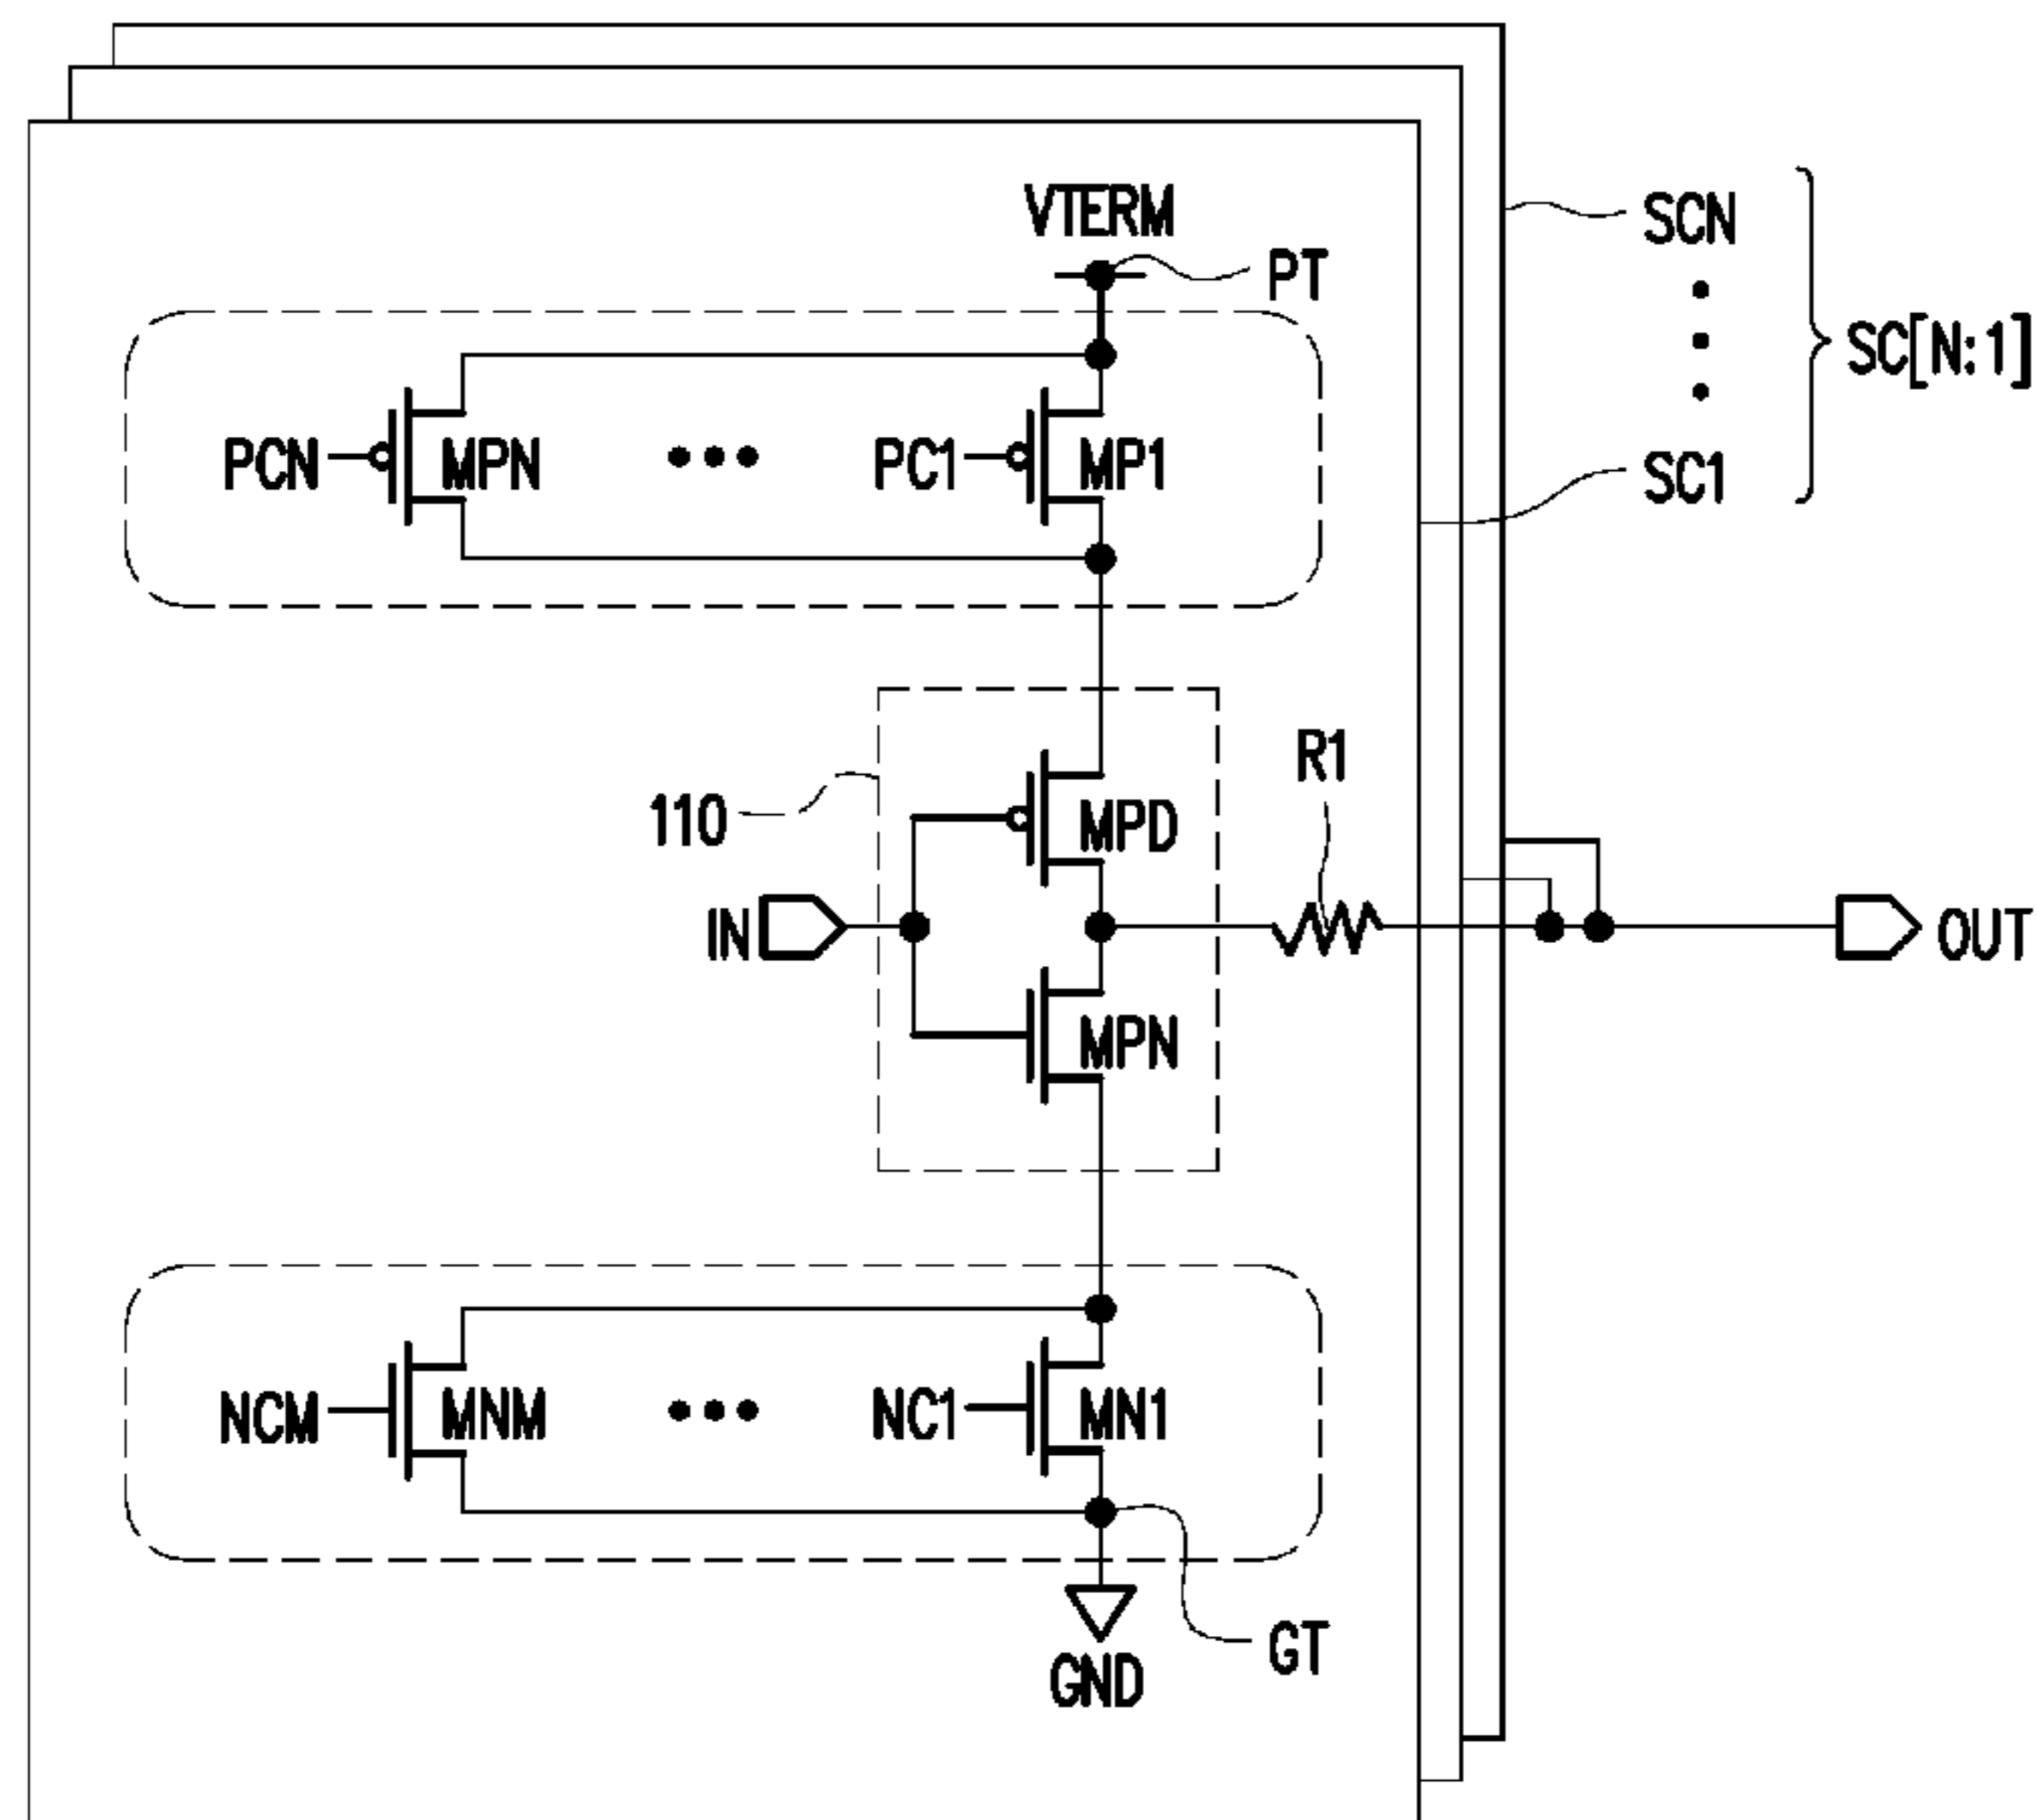 VTERM
PT
SCN
SC[N:1]
SC1
PCN
MPN
PC1
MP1
R1
110
MPD
IN
OUT
MPN
NCM
MNM
NC1
MN1
GT
GND